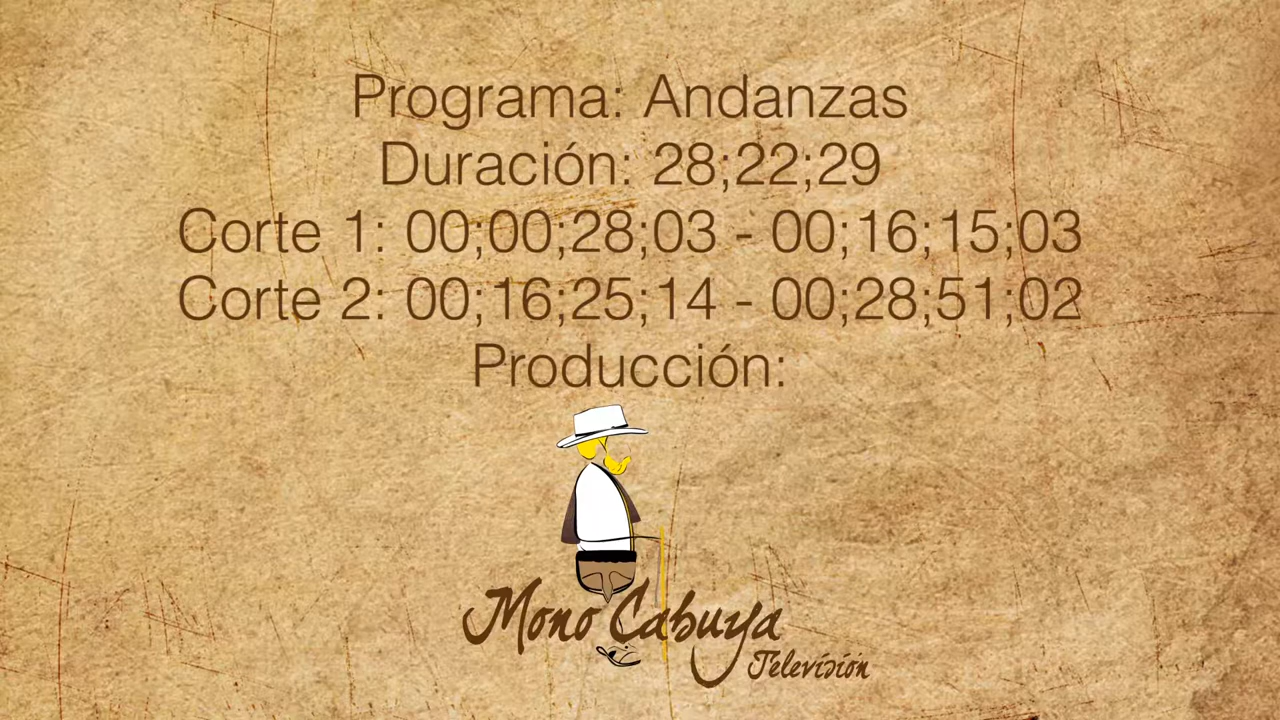 Programa: Andanzas
Duración: 28;22;29
Corte 1: 00;00;28;03 - 00;16;15;03
Corte 2: 00;16;25;14 - 00;28;51;02
Producción:
Mono Cabuya
Televisión